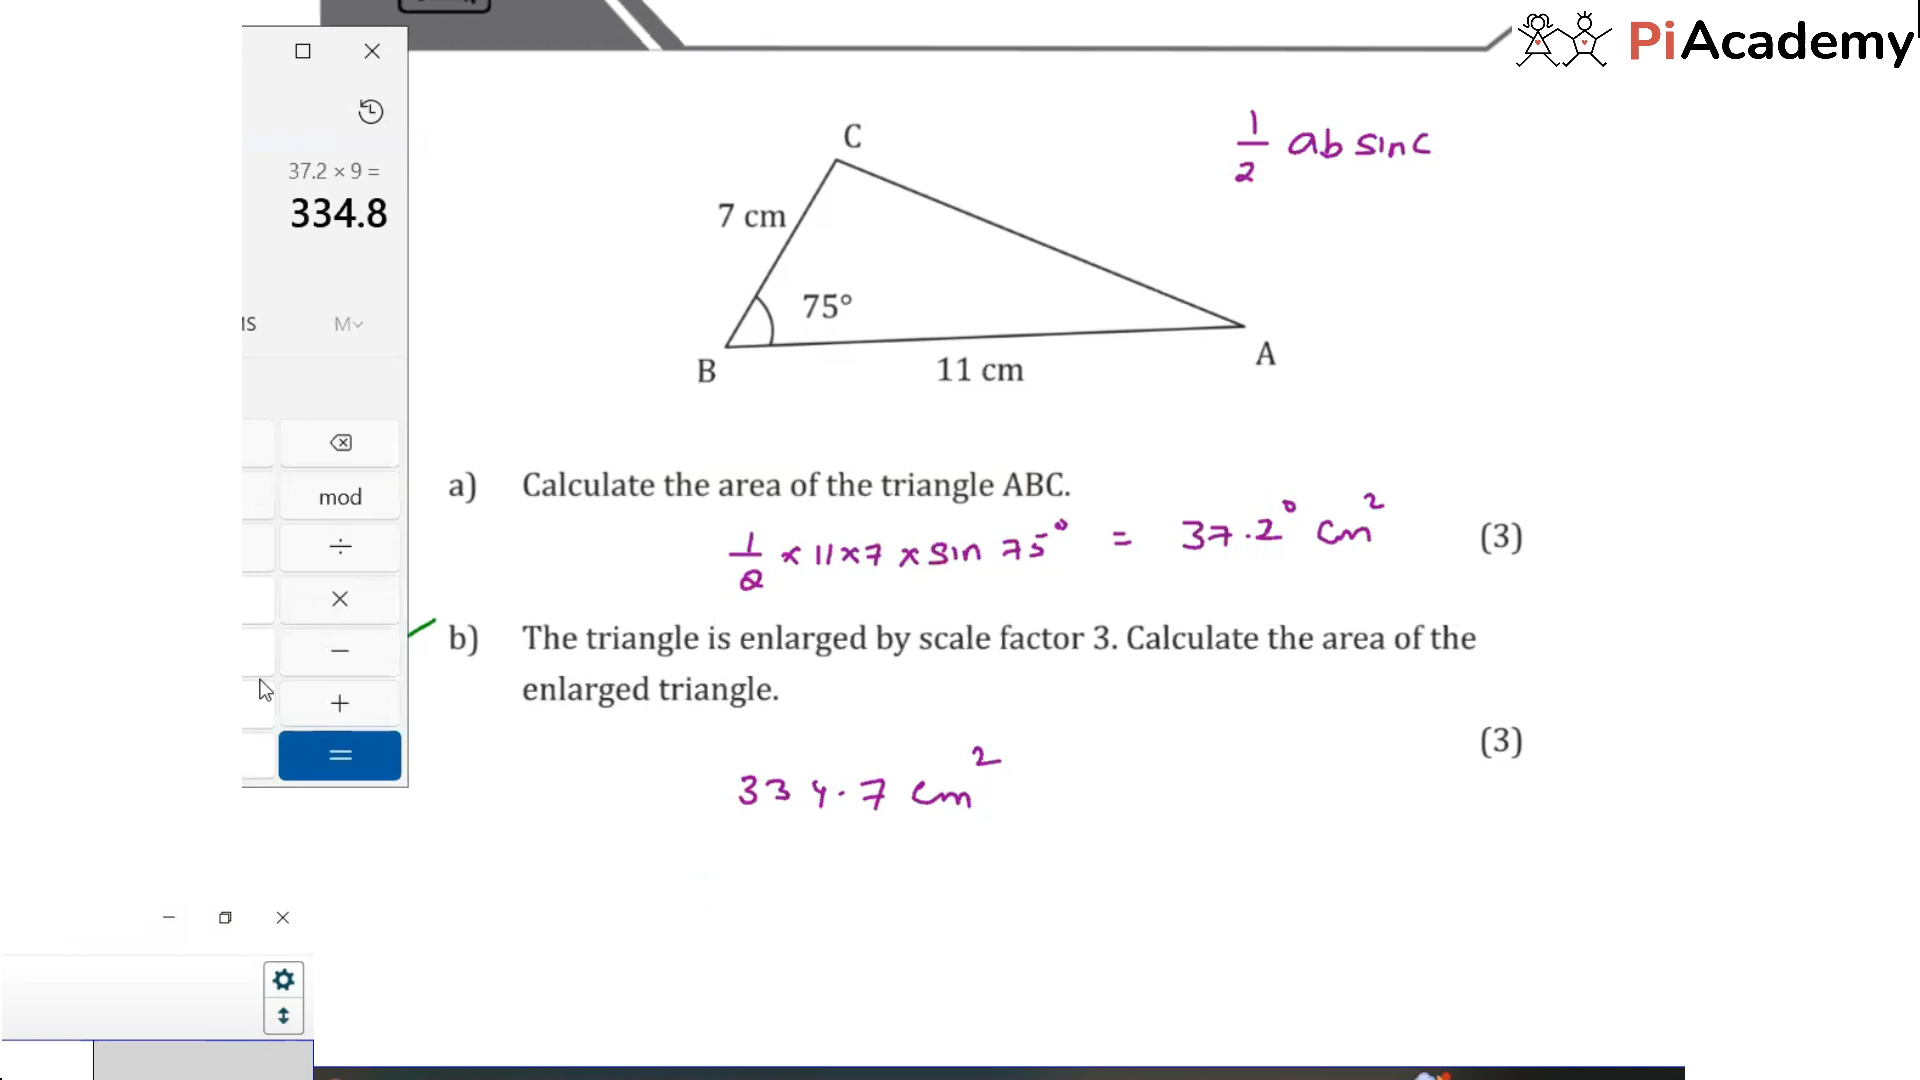 PiAcademy
37.2 × 9 =
334.8
MS
M
mod
÷
×
−
+
=
C
1/2 ab sin C
7 cm
75°
B
11 cm
A
a) Calculate the area of the triangle ABC.
1/2 × 11 × 7 × sin 75° = 37.2° cm²
(3)
b) The triangle is enlarged by scale factor 3. Calculate the area of the
enlarged triangle.
(3)
334.7 cm²